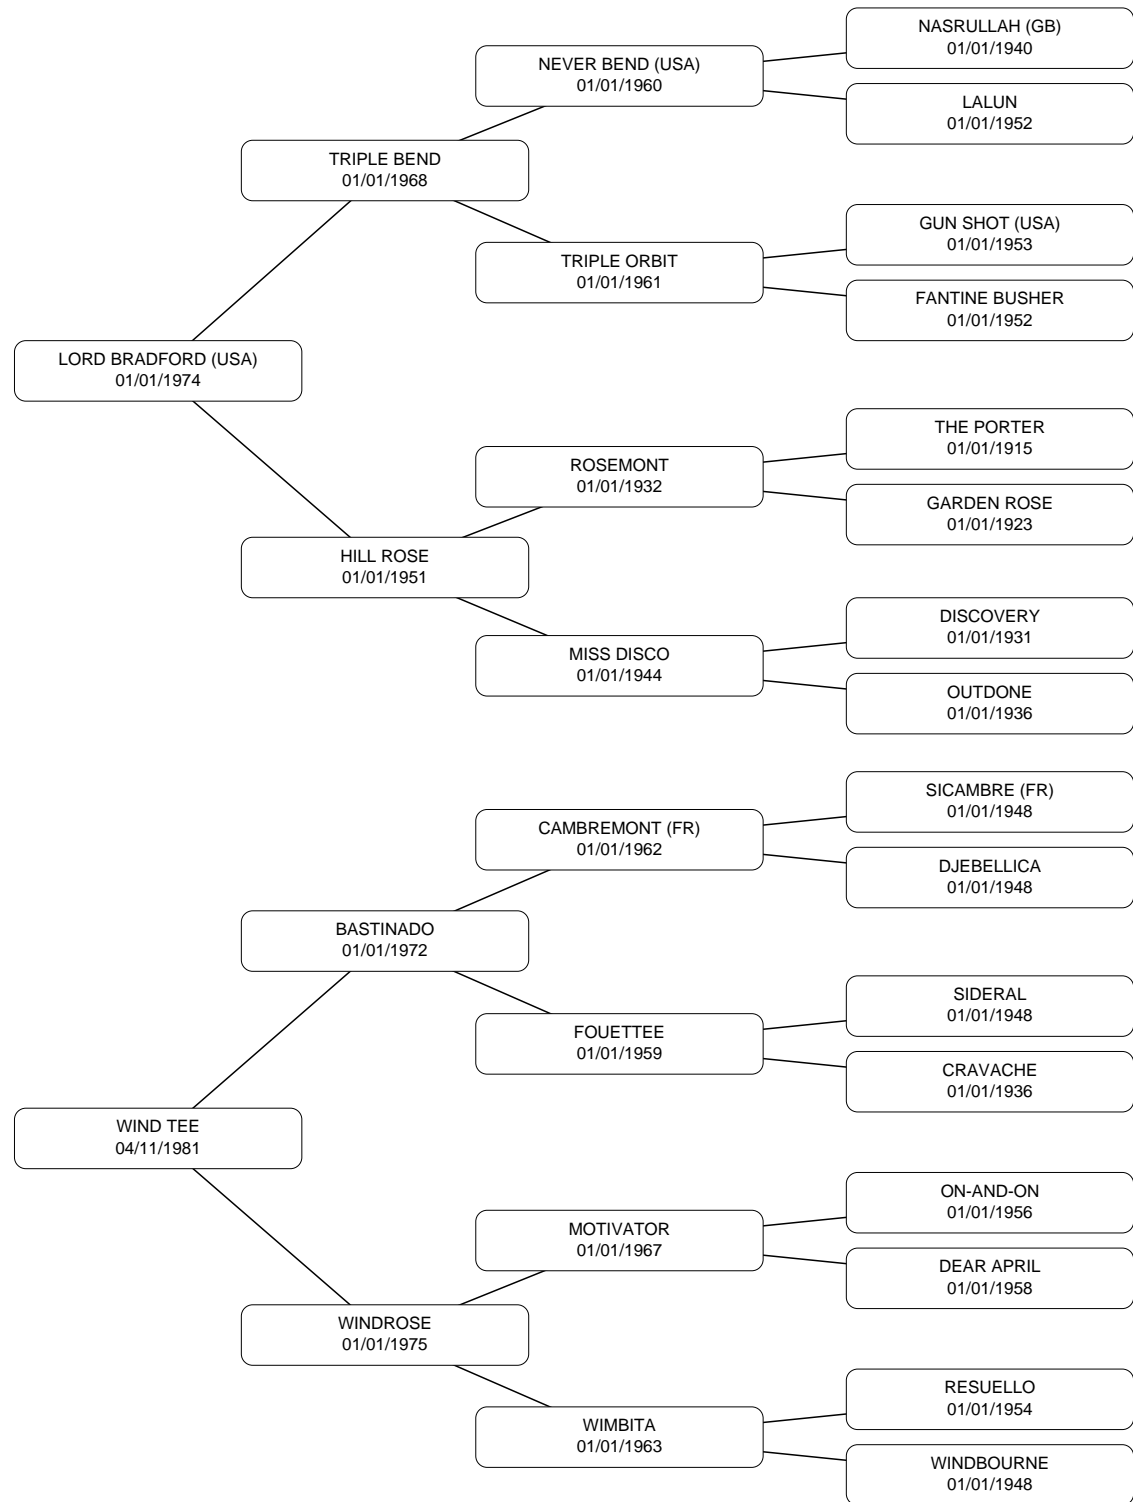 NASRULLAH (GB)
01/01/1940
NEVER BEND (USA)
01/01/1960
LALUN
01/01/1952
TRIPLE BEND
01/01/1968
GUN SHOT (USA)
01/01/1953
TRIPLE ORBIT
01/01/1961
FANTINE BUSHER
01/01/1952
LORD BRADFORD (USA)
01/01/1974
THE PORTER
01/01/1915
ROSEMONT
01/01/1932
GARDEN ROSE
01/01/1923
HILL ROSE
01/01/1951
DISCOVERY
01/01/1931
MISS DISCO
01/01/1944
OUTDONE
01/01/1936
SICAMBRE (FR)
01/01/1948
CAMBREMONT (FR)
01/01/1962
DJEBELLICA
01/01/1948
BASTINADO
01/01/1972
SIDERAL
01/01/1948
FOUETTEE
01/01/1959
CRAVACHE
01/01/1936
WIND TEE
04/11/1981
ON-AND-ON
01/01/1956
MOTIVATOR
01/01/1967
DEAR APRIL
01/01/1958
WINDROSE
01/01/1975
RESUELLO
01/01/1954
WIMBITA
01/01/1963
WINDBOURNE
01/01/1948